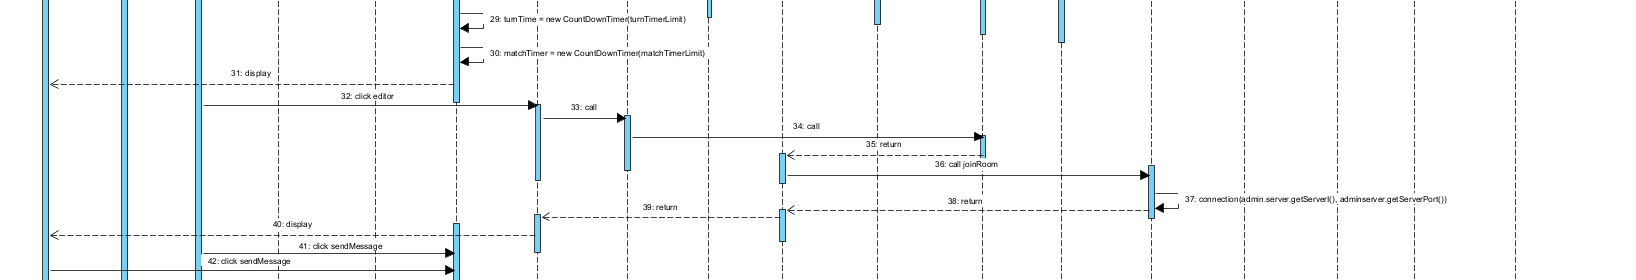 29: turnTime = new CountDownTimer(turnTimerLimit)
30: matchTimer = new CountDownTimer(matchTimerLimit)
31: display
32: click editor
33: call
34: call
35: return
36: call joinRoom
37: connection(admin.server.getServerI(), adminserver.getServerPort())
38: return
39: return
40: display
41: click sendMessage
42: click sendMessage